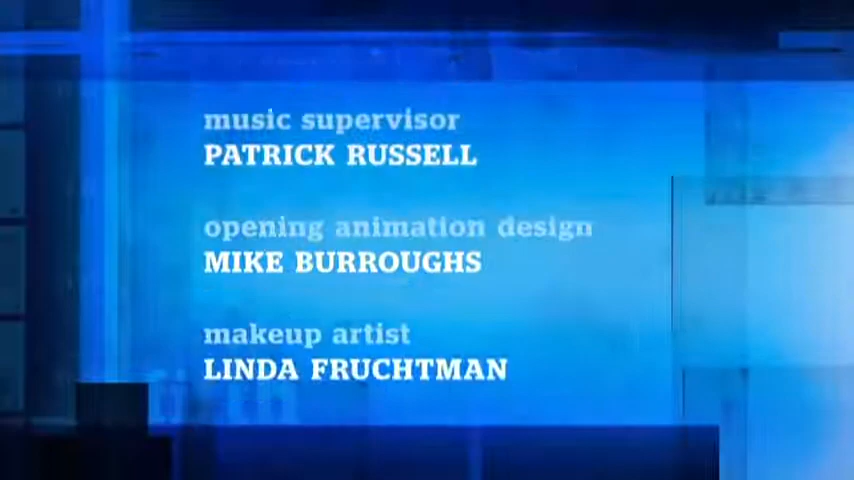 music supervisor
PATRICK RUSSELL
opening animation design
MIKE BURROUGHS
makeup artist
LINDA FRUCHTMAN